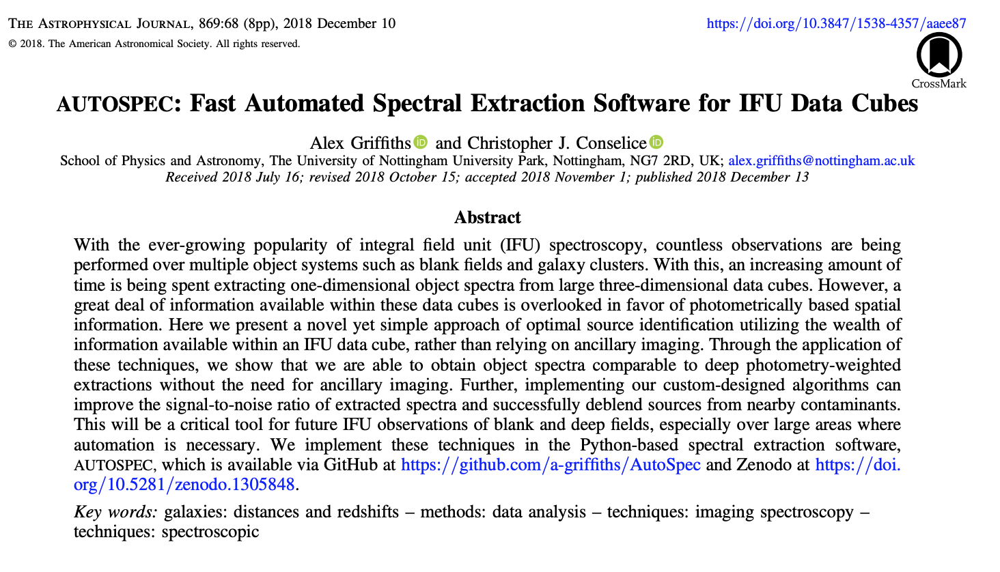 THE ASTROPHYSICAL JOURNAL, 869:68 (8pp), 2018 December 10
https://doi.org/10.3847/1538-4357/aaee87
© 2018. The American Astronomical Society. All rights reserved.
CrossMark
AUTOSPEC: Fast Automated Spectral Extraction Software for IFU Data Cubes
Alex Griffiths iD and Christopher J. Conselice iD
School of Physics and Astronomy, The University of Nottingham University Park, Nottingham, NG7 2RD, UK; alex.griffiths@nottingham.ac.uk
Received 2018 July 16; revised 2018 October 15; accepted 2018 November 1; published 2018 December 13
Abstract
With the ever-growing popularity of integral field unit (IFU) spectroscopy, countless observations are being
performed over multiple object systems such as blank fields and galaxy clusters. With this, an increasing amount of
time is being spent extracting one-dimensional object spectra from large three-dimensional data cubes. However, a
great deal of information available within these data cubes is overlooked in favor of photometrically based spatial
information. Here we present a novel yet simple approach of optimal source identification utilizing the wealth of
information available within an IFU data cube, rather than relying on ancillary imaging. Through the application of
these techniques, we show that we are able to obtain object spectra comparable to deep photometry-weighted
extractions without the need for ancillary imaging. Further, implementing our custom-designed algorithms can
improve the signal-to-noise ratio of extracted spectra and successfully deblend sources from nearby contaminants.
This will be a critical tool for future IFU observations of blank and deep fields, especially over large areas where
automation is necessary. We implement these techniques in the Python-based spectral extraction software,
AUTOSPEC, which is available via GitHub at https://github.com/a-griffiths/AutoSpec and Zenodo at https://doi.
org/10.5281/zenodo.1305848.
Key words: galaxies: distances and redshifts – methods: data analysis – techniques: imaging spectroscopy –
techniques: spectroscopic